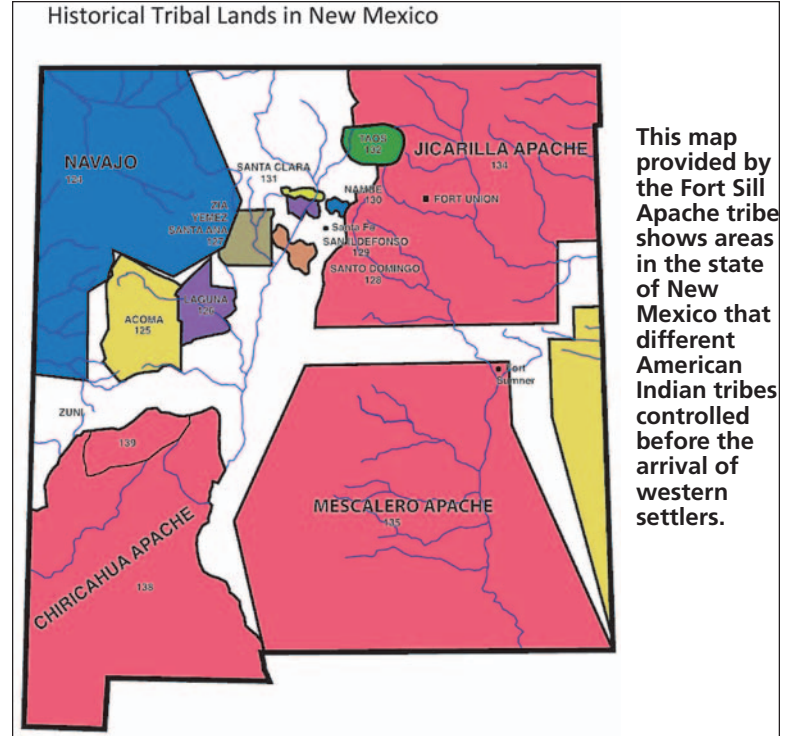 Historical Tribal Lands in New Mexico
NAVAJO
124
TAOS
132
JICARILLA APACHE
134
SANTA CLARA
131
NAMBE
130
FORT UNION
ZIA
YEMEZ
SANTA ANA
127
Santa Fe
SAN ILDEFONSO
129
SANTO DOMINGO
128
LAGUNA
126
ACOMA
125
Fort
Sumner
ZUNI
139
MESCALERO APACHE
135
CHIRICAHUA APACHE
138
This map
provided by
the Fort Sill
Apache tribe
shows areas
in the state
of New
Mexico that
different
American
Indian tribes
controlled
before the
arrival of
western
settlers.